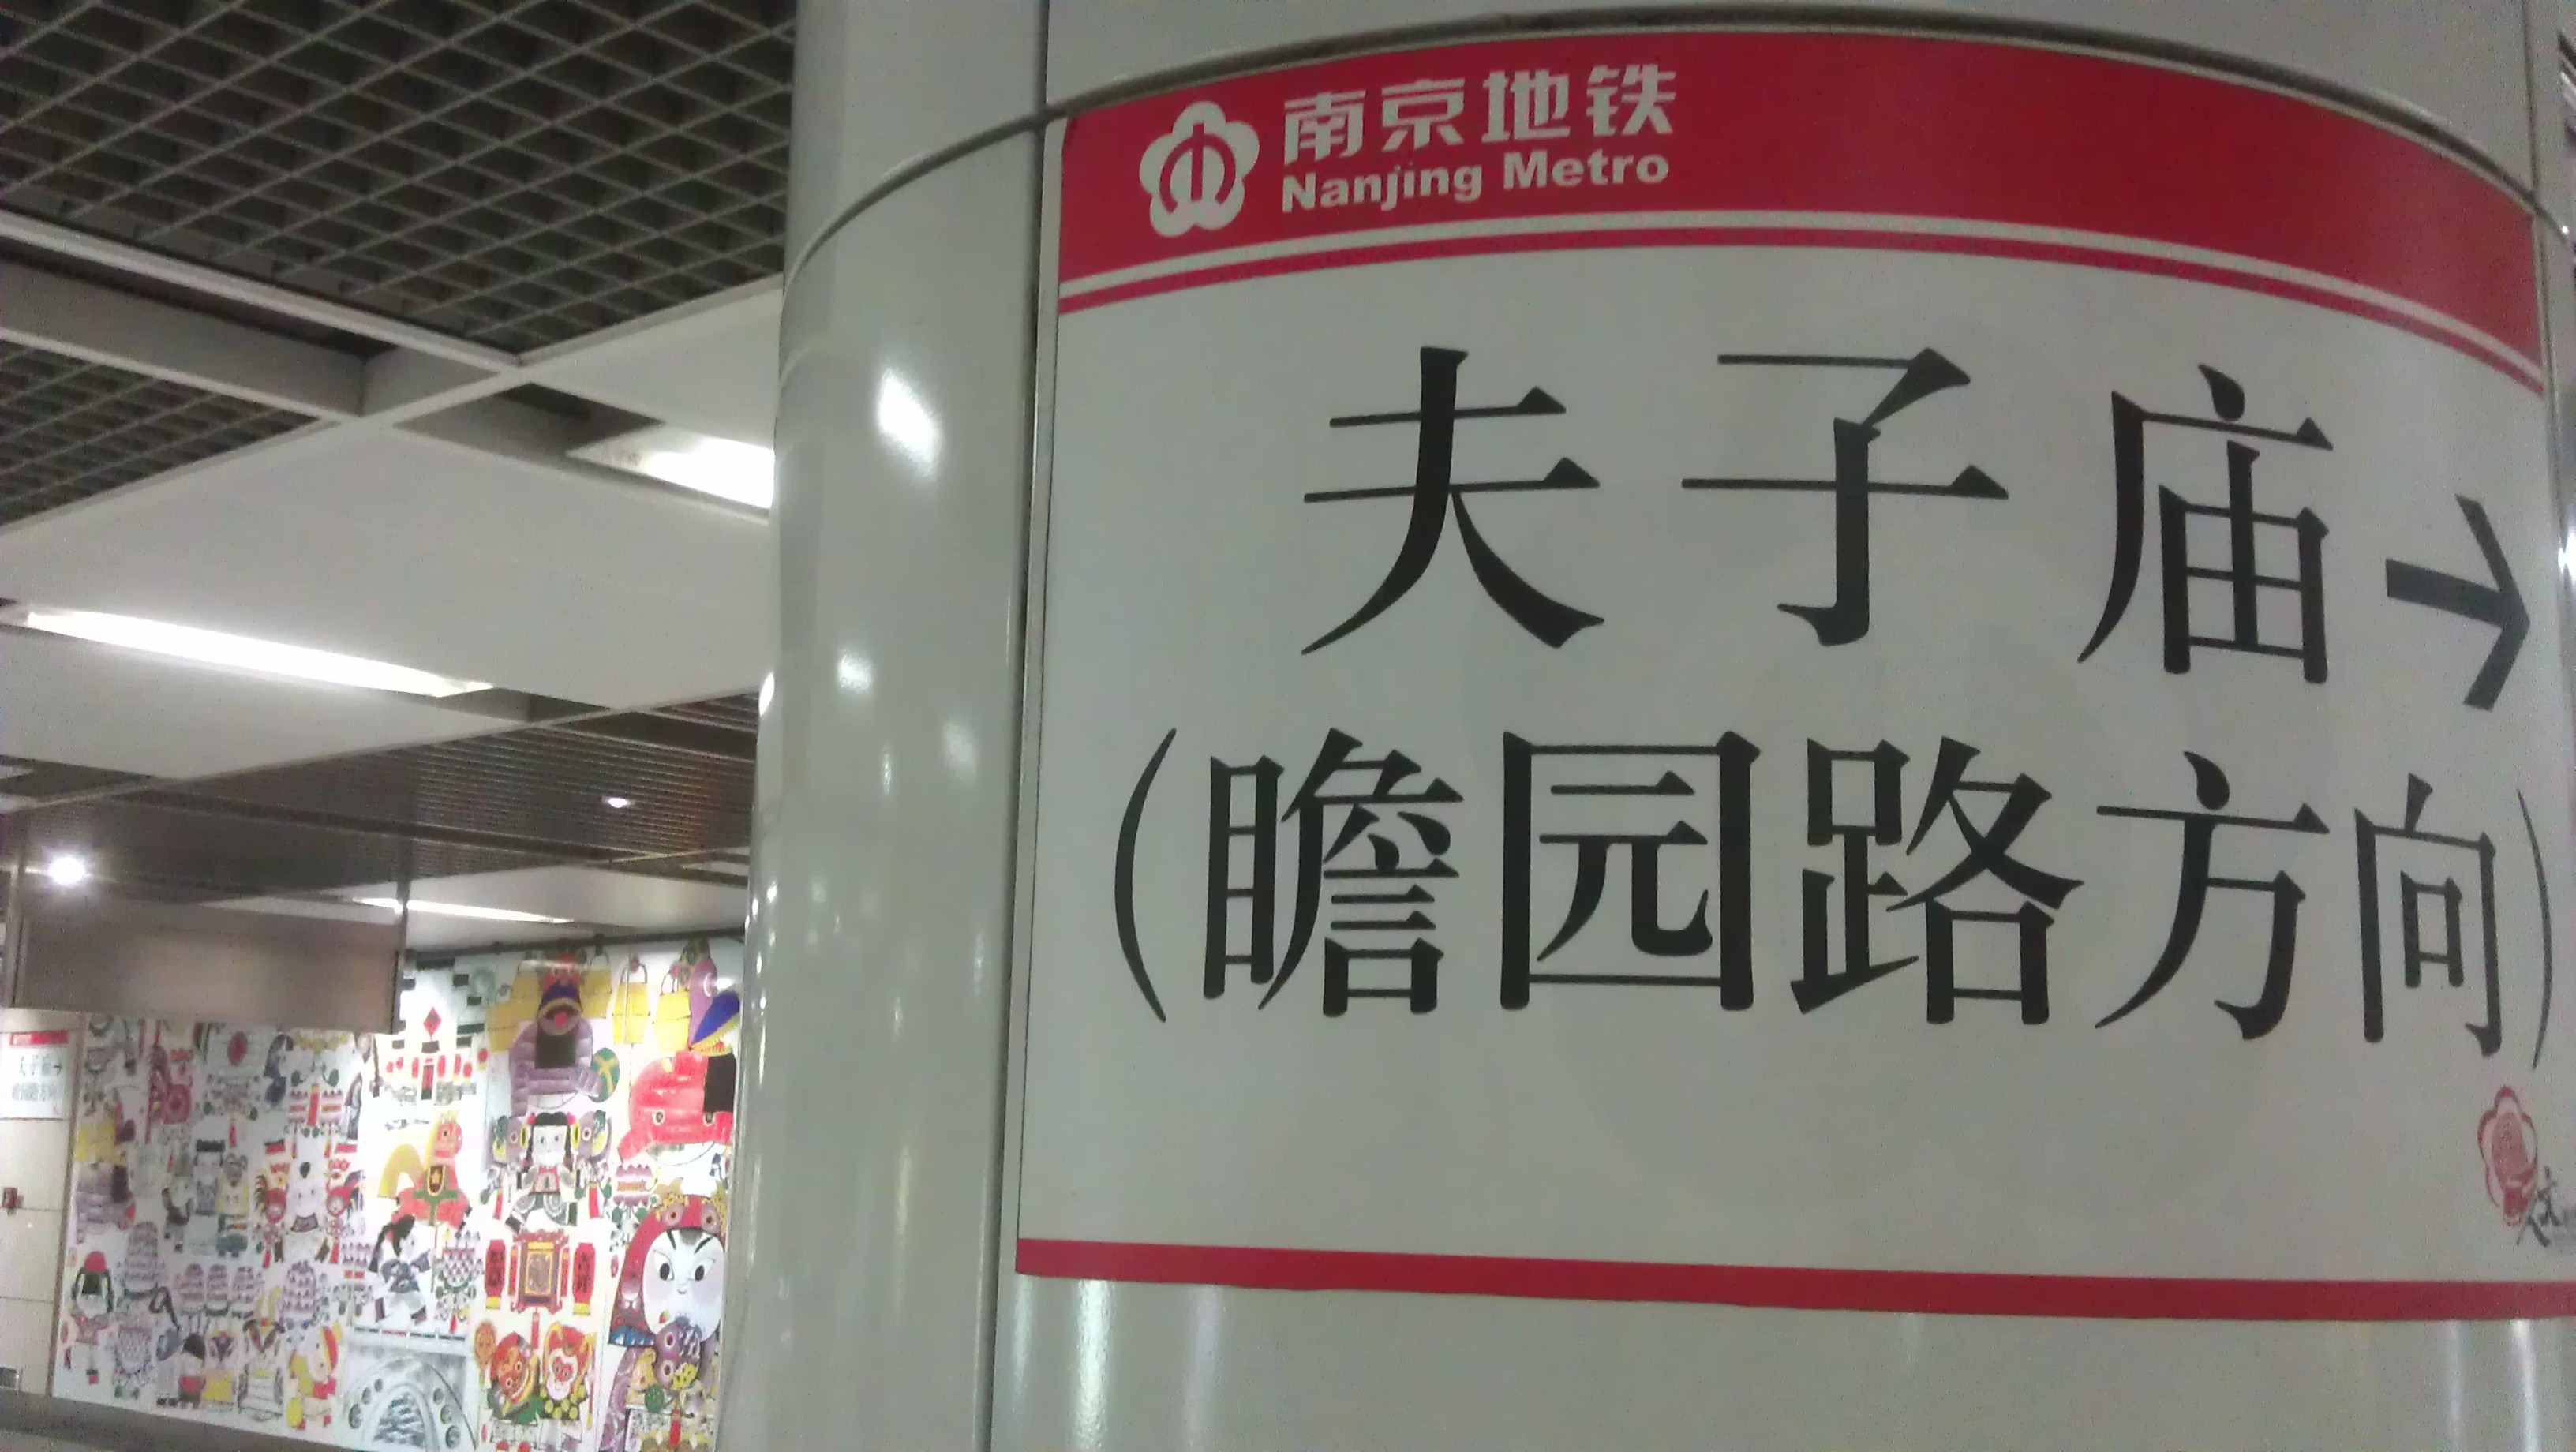 南京地铁
Nanjing Metro
夫子庙→
(瞻园路方向)